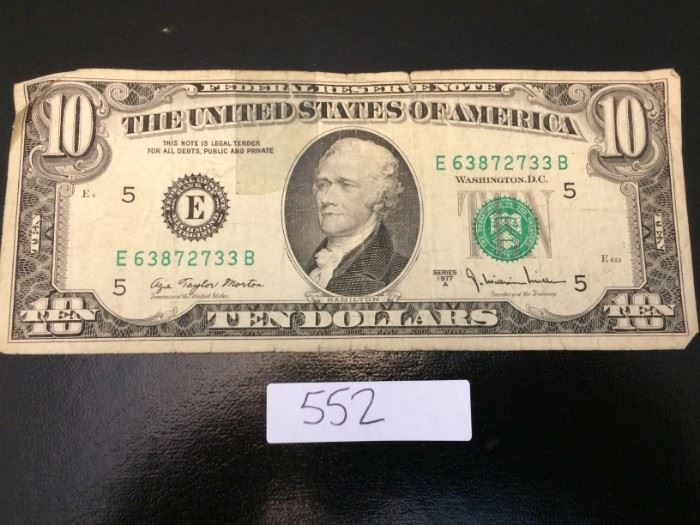 FEDERAL RESERVE NOTE
10
10
THE UNITED STATES OF AMERICA
THIS NOTE IS LEGAL TENDER
FOR ALL DEBTS, PUBLIC AND PRIVATE
E 63872733 B
WASHINGTON, D.C.
5
E
5
TEN
TEN
TEN
E 63872733 B
5
SERIES
1977
A
5
Azie Taylor Morton
Treasurer of the United States
Secretary of the Treasury
HAMILTON
TEN
TEN DOLLARS
TEN
552